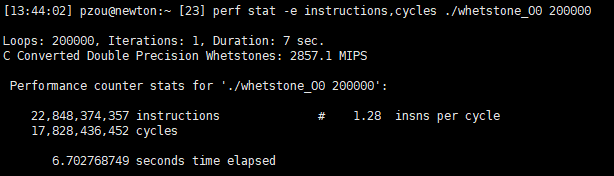 [13:44:02] pzou@newton:~ [23] perf stat -e instructions,cycles ./whetstone_O0 200000
Loops: 200000, Iterations: 1, Duration: 7 sec.
C Converted Double Precision Whetstones: 2857.1 MIPS
Performance counter stats for './whetstone_O0 200000':
22,848,374,357 instructions # 1.28 insns per cycle
17,828,436,452 cycles
6.702768749 seconds time elapsed